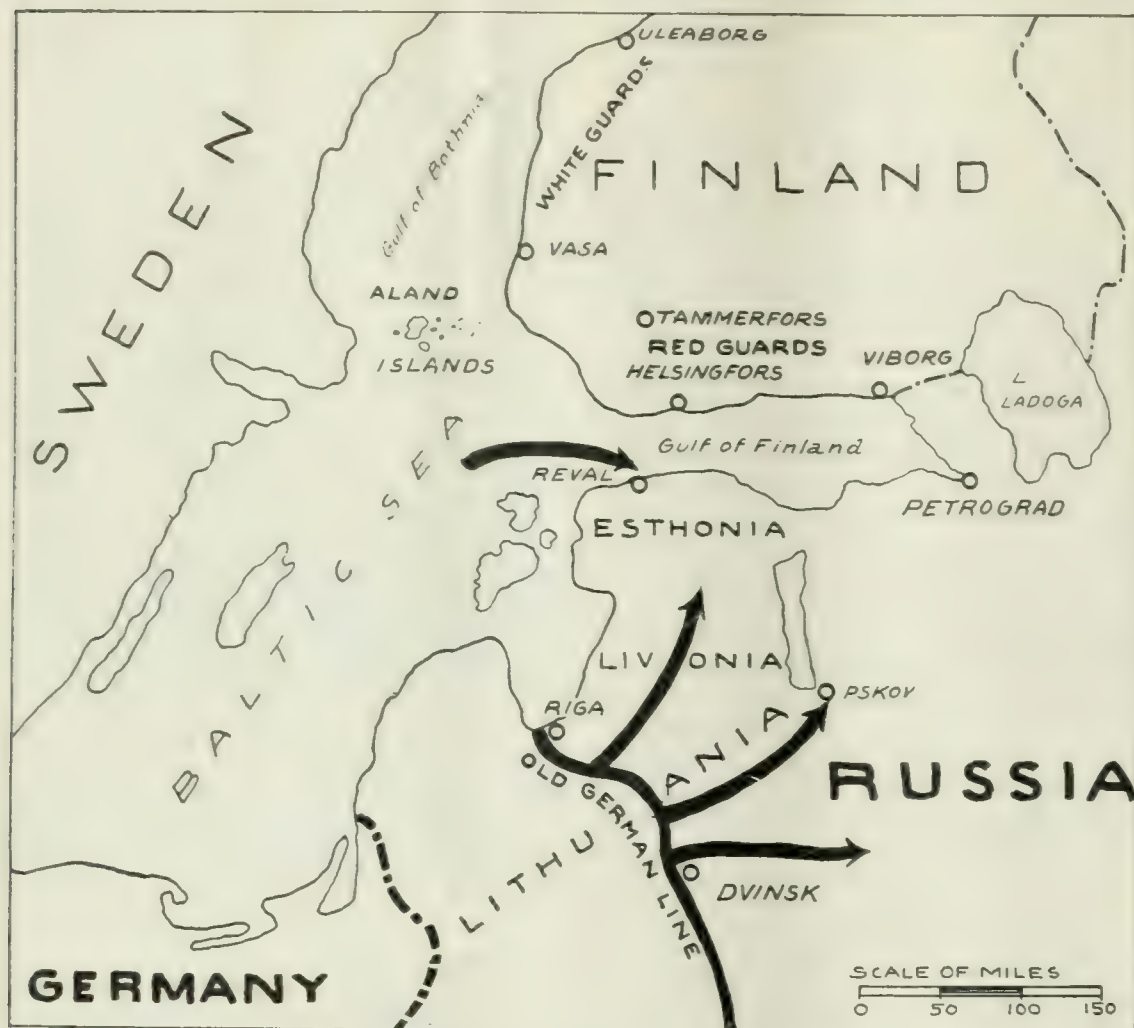 ULEABORG
WHITE GUARDS
FINLAND
SWEDEN
Gulf of Bothnia
VASA
ALAND
ISLANDS
TAMMERFORS
RED GUARDS
HELSINGFORS
VIBORG
L
LADOGA
Gulf of Finland
REVAL
PETROGRAD
ESTHONIA
BALTIC SEA
LIVONIA
PSKOV
RIGA
RUSSIA
OLD GERMAN LINE
LITHUANIA
DVINSK
GERMANY
SCALE OF MILES
0 50 100 150